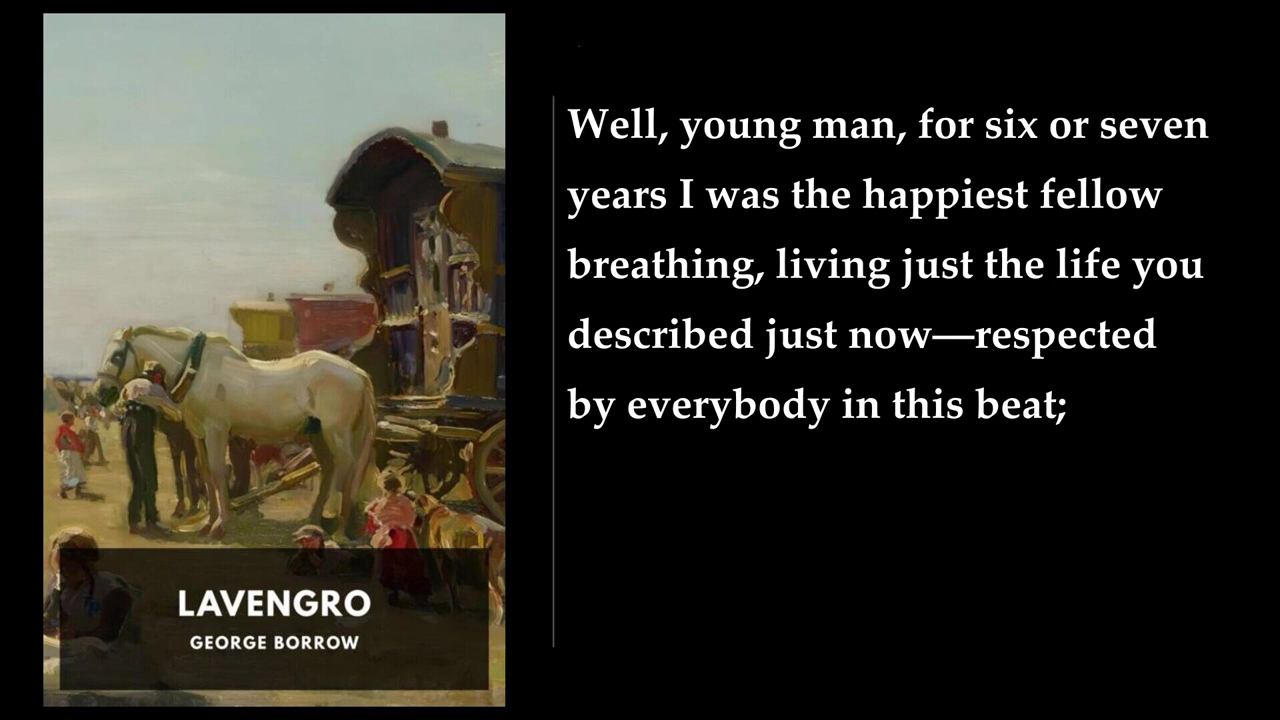 LAVENGRO
GEORGE BORROW
Well, young man, for six or seven
years I was the happiest fellow
breathing, living just the life you
described just now—respected
by everybody in this beat;